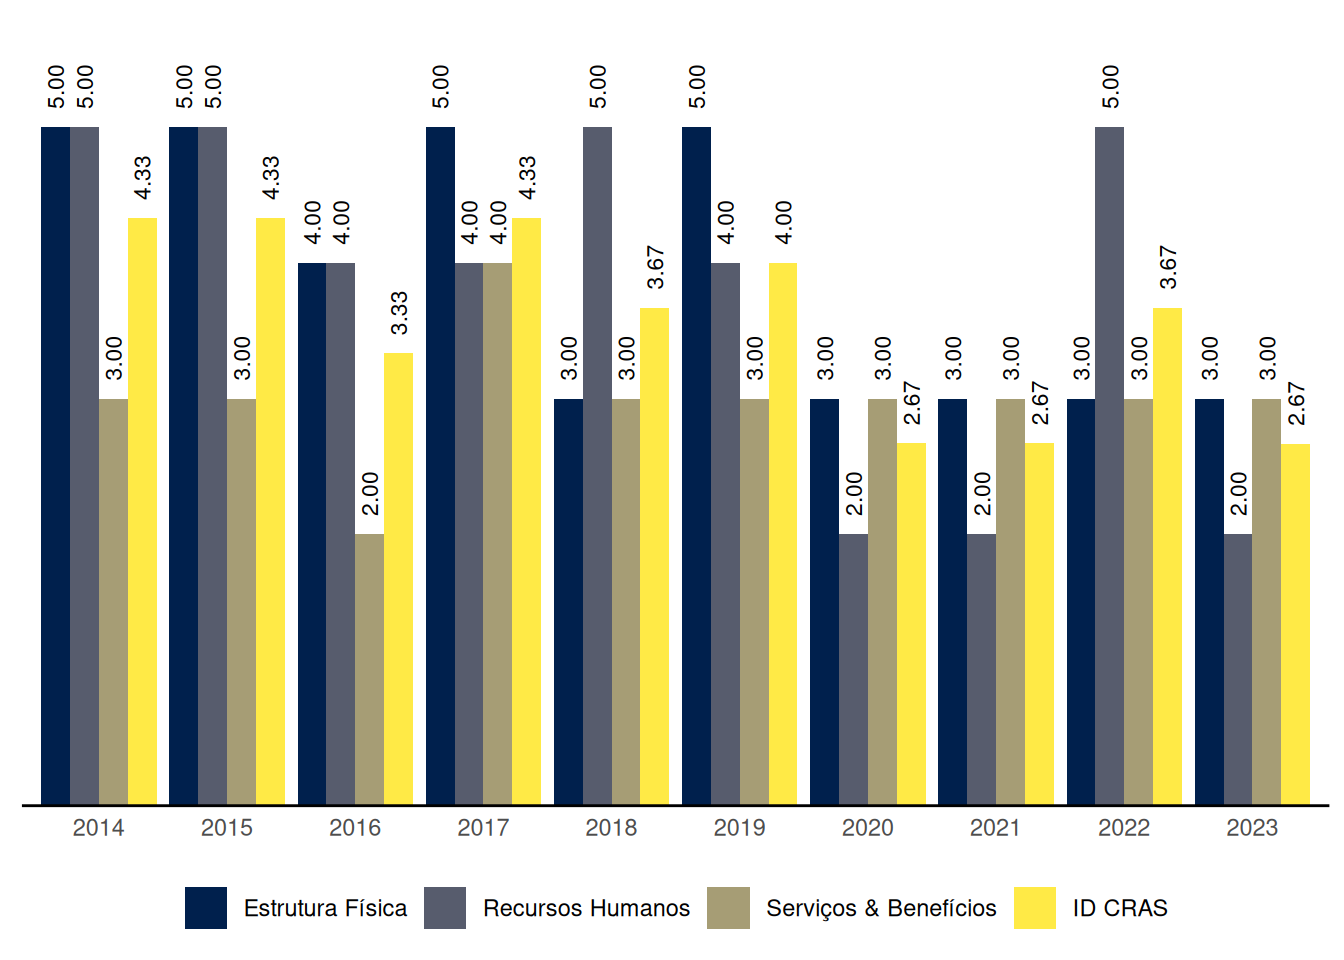 5.00 5.00 3.00 4.33 5.00 5.00 3.00 4.33 4.00 4.00 2.00 3.33 5.00 4.00 4.00 4.33 3.00 5.00 3.00 3.67 5.00 4.00 3.00 4.00 3.00 2.00 3.00 2.67 3.00 2.00 3.00 2.67 3.00 5.00 3.00 3.67 3.00 2.00 3.00 2.67
2014 2015 2016 2017 2018 2019 2020 2021 2022 2023
Estrutura Física Recursos Humanos Serviços & Benefícios ID CRAS